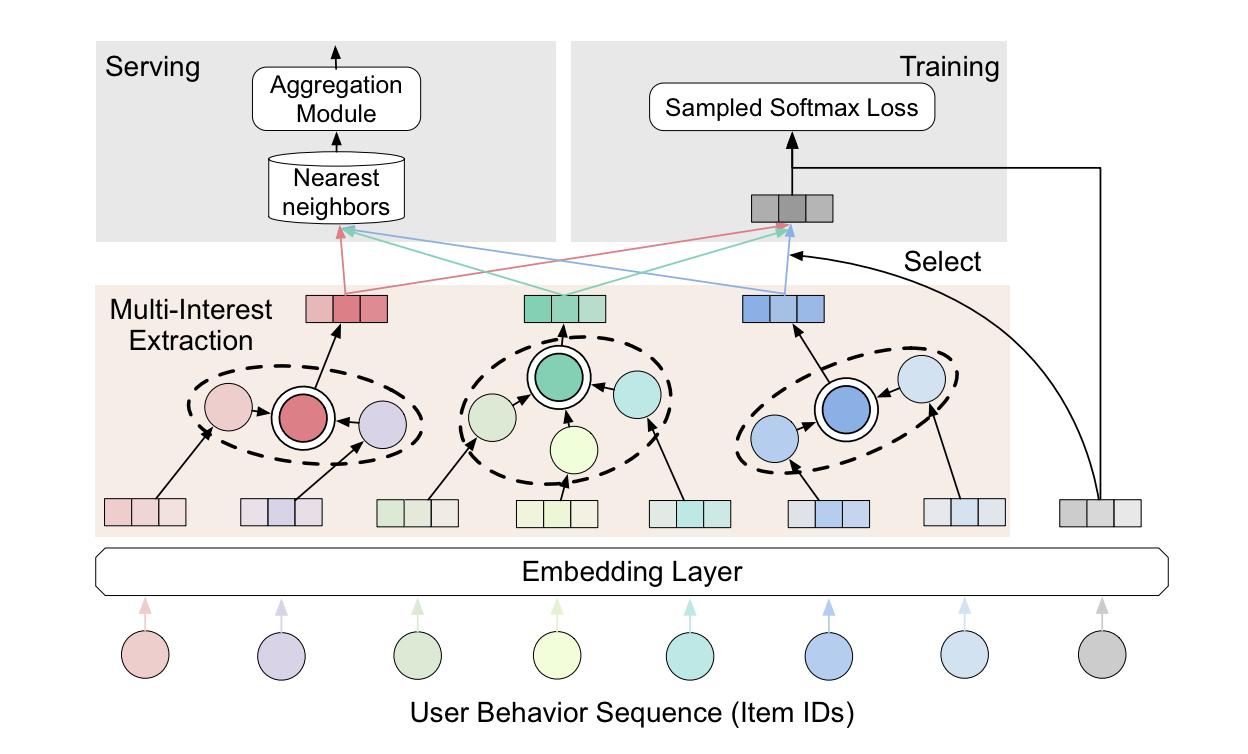 Serving
Aggregation
Module
Nearest
neighbors
Training
Sampled Softmax Loss
Select
Multi-Interest
Extraction
Embedding Layer
User Behavior Sequence (Item IDs)